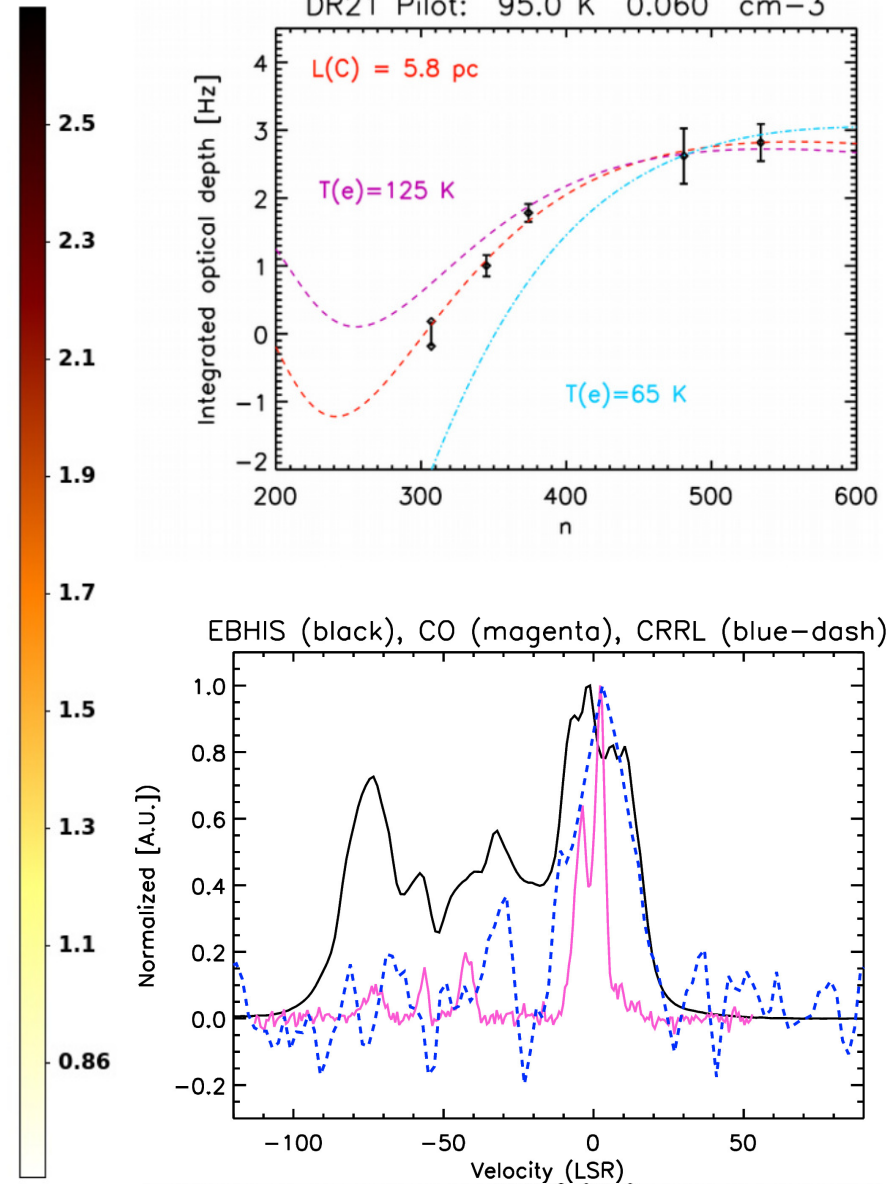 2.5
2.3
2.1
1.9
1.7
1.5
1.3
1.1
0.86
DR21 Pilot: 95.0 K 0.060 cm−3
L(C) = 5.8 pc
T(e)=125 K
T(e)=65 K
Integrated optical depth [Hz]
4
3
2
1
0
−1
−2
200 300 400 500 600
n
EBHIS (black), CO (magenta), CRRL (blue−dash)
Normalized [A.U.])
1.0
0.8
0.6
0.4
0.2
0.0
−0.2
−100 −50 0 50
Velocity (LSR)